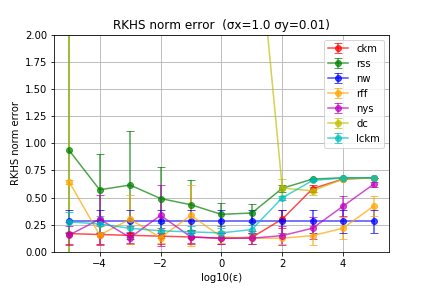 RKHS norm error (σx=1.0 σy=0.01)
2.00
1.75
1.50
1.25
1.00
0.75
0.50
0.25
0.00
RKHS norm error
ckm
rss
nw
rff
nys
dc
lckm
−4 −2 0 2 4
log10(ε)